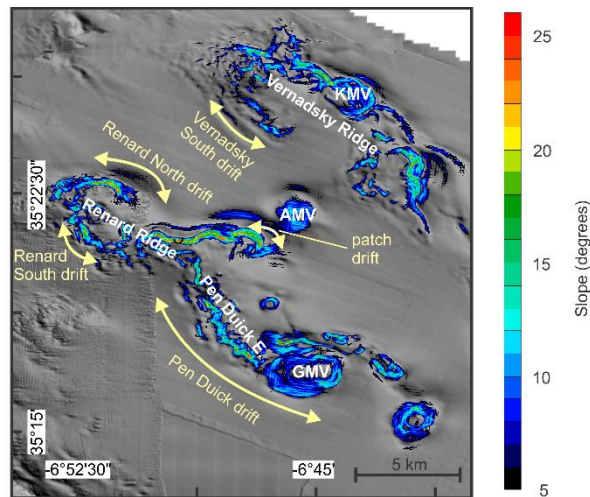 KMV
Vernadsky Ridge
Vernadsky
South drift
Renard North drift
AMV
Renard Ridge
patch
drift
Renard
South drift
Pen Duick E.
GMV
Pen Duick drift
35°22'30"
35°15'
-6°52'30"
-6°45'
5 km
25
20
15
10
5
Slope (degrees)